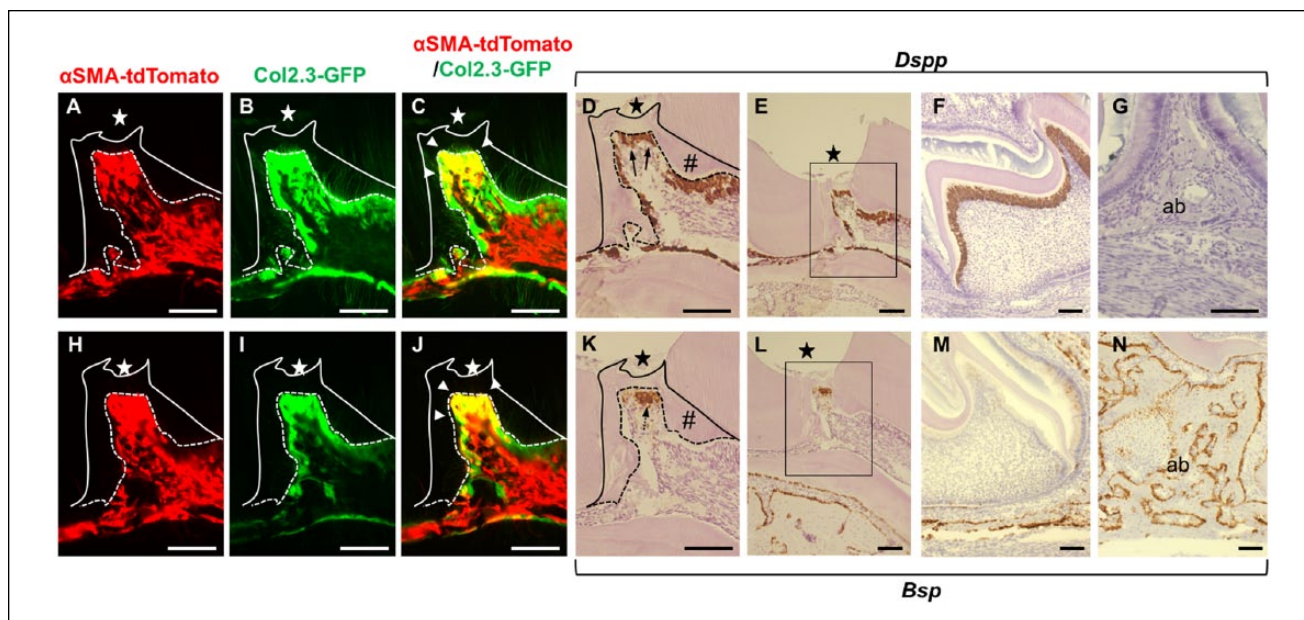 αSMA-tdTomato
Col2.3-GFP
αSMA-tdTomato
/Col2.3-GFP
Dspp
A
B
C
D
E
F
G
#
ab
H
I
J
K
L
M
N
#
ab
Bsp